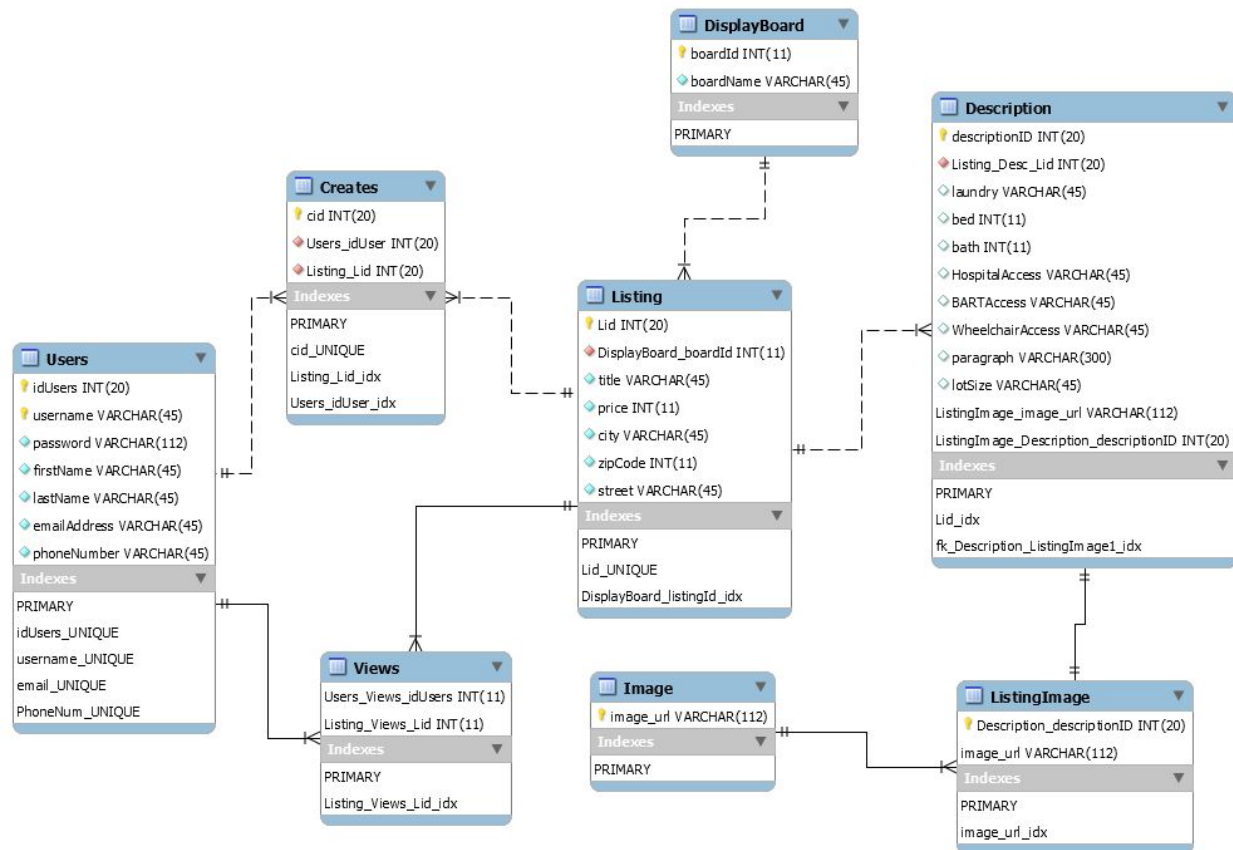 DisplayBoard
boardId INT(11)
boardName VARCHAR(45)
Indexes
PRIMARY
Description
descriptionID INT(20)
Listing_Desc_Lid INT(20)
laundry VARCHAR(45)
bed INT(11)
bath INT(11)
HospitalAccess VARCHAR(45)
BARTAccess VARCHAR(45)
WheelchairAccess VARCHAR(45)
paragraph VARCHAR(300)
lotSize VARCHAR(45)
ListingImage_image_url VARCHAR(112)
ListingImage_Description_descriptionID INT(20)
Indexes
PRIMARY
Lid_idx
fk_Description_ListingImage1_idx
Creates
cid INT(20)
Users_idUser INT(20)
Listing_Lid INT(20)
Indexes
PRIMARY
cid_UNIQUE
Listing_Lid_idx
Users_idUser_idx
Listing
Lid INT(20)
DisplayBoard_boardId INT(11)
title VARCHAR(45)
price INT(11)
city VARCHAR(45)
zipCode INT(11)
street VARCHAR(45)
Indexes
PRIMARY
Lid_UNIQUE
DisplayBoard_listingId_idx
Users
idUsers INT(20)
username VARCHAR(45)
password VARCHAR(112)
firstName VARCHAR(45)
lastName VARCHAR(45)
emailAddress VARCHAR(45)
phoneNumber VARCHAR(45)
Indexes
PRIMARY
idUsers_UNIQUE
username_UNIQUE
email_UNIQUE
PhoneNum_UNIQUE
Views
Users_Views_idUsers INT(11)
Listing_Views_Lid INT(11)
Indexes
PRIMARY
Listing_Views_Lid_idx
Image
image_url VARCHAR(112)
Indexes
PRIMARY
ListingImage
Description_descriptionID INT(20)
image_url VARCHAR(112)
Indexes
PRIMARY
image_url_idx